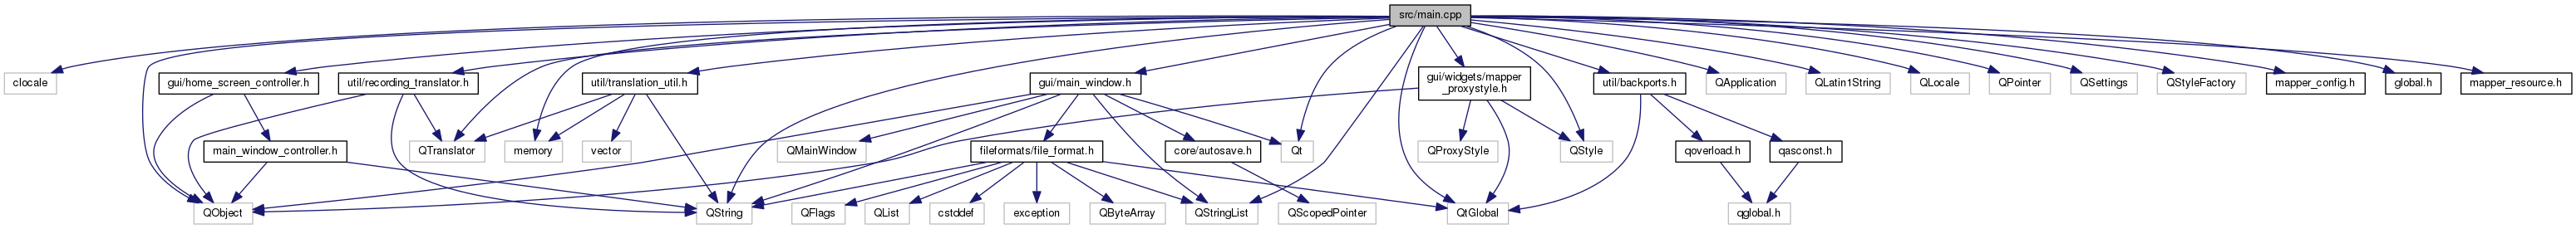 src/main.cpp
clocale
gui/home_screen_controller.h
util/recording_translator.h
util/translation_util.h
gui/main_window.h
gui/widgets/mapper
_proxystyle.h
util/backports.h
QApplication
QLatin1String
QLocale
QPointer
QSettings
QStyleFactory
mapper_config.h
global.h
mapper_resource.h
main_window_controller.h
QTranslator
memory
vector
QMainWindow
fileformats/file_format.h
core/autosave.h
Qt
QProxyStyle
QStyle
qoverload.h
qasconst.h
QObject
QString
QFlags
QList
cstddef
exception
QByteArray
QStringList
QScopedPointer
QtGlobal
qglobal.h